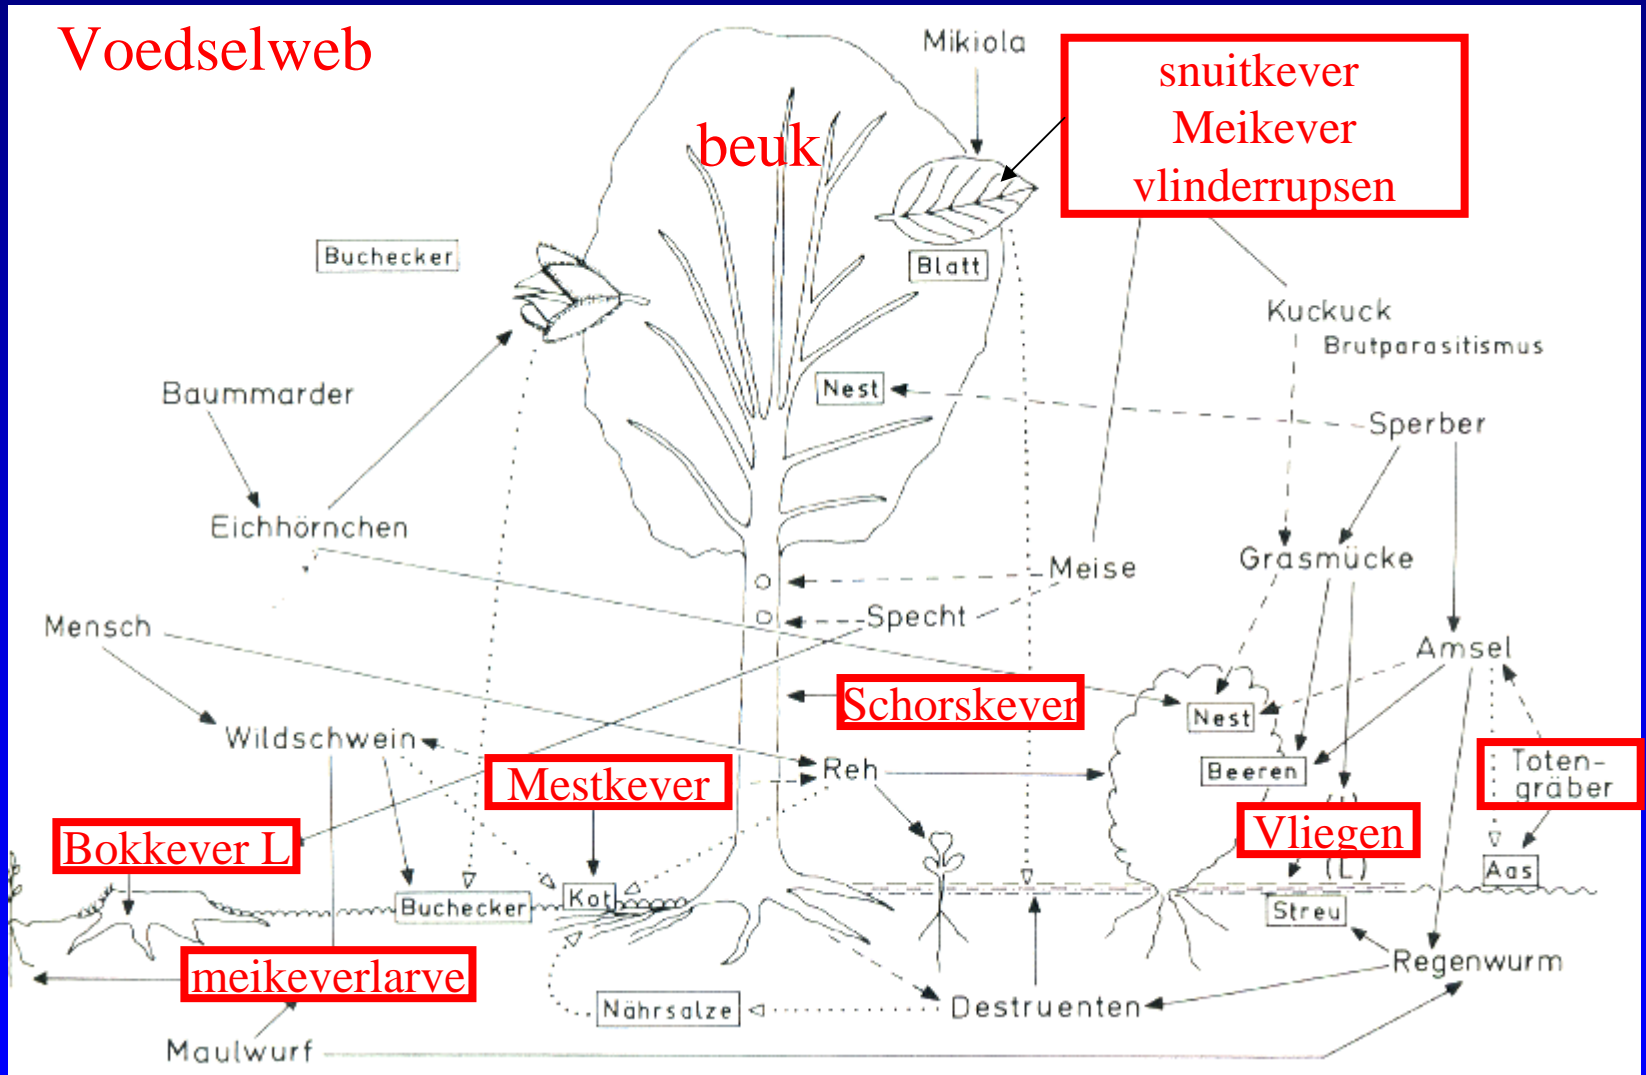 Voedselweb
Mikiola
snuitkever
Meikever
vlinderrupsen
beuk
Buchecker
Blatt
Kuckuck
Brutparasitismus
Baummarder
Nest
Sperber
Eichhörnchen
Meise
Grasmücke
Specht
Mensch
Amsel
Schorskever
Nest
Wildschwein
Mestkever
Reh
Beeren
Toten-
gräber
Bokkever L
Vliegen
(L)
Aas
Buchecker
Kot
Streu
meikeverlarve
Regenwurm
Nährsalze
Destruenten
Maulwurf